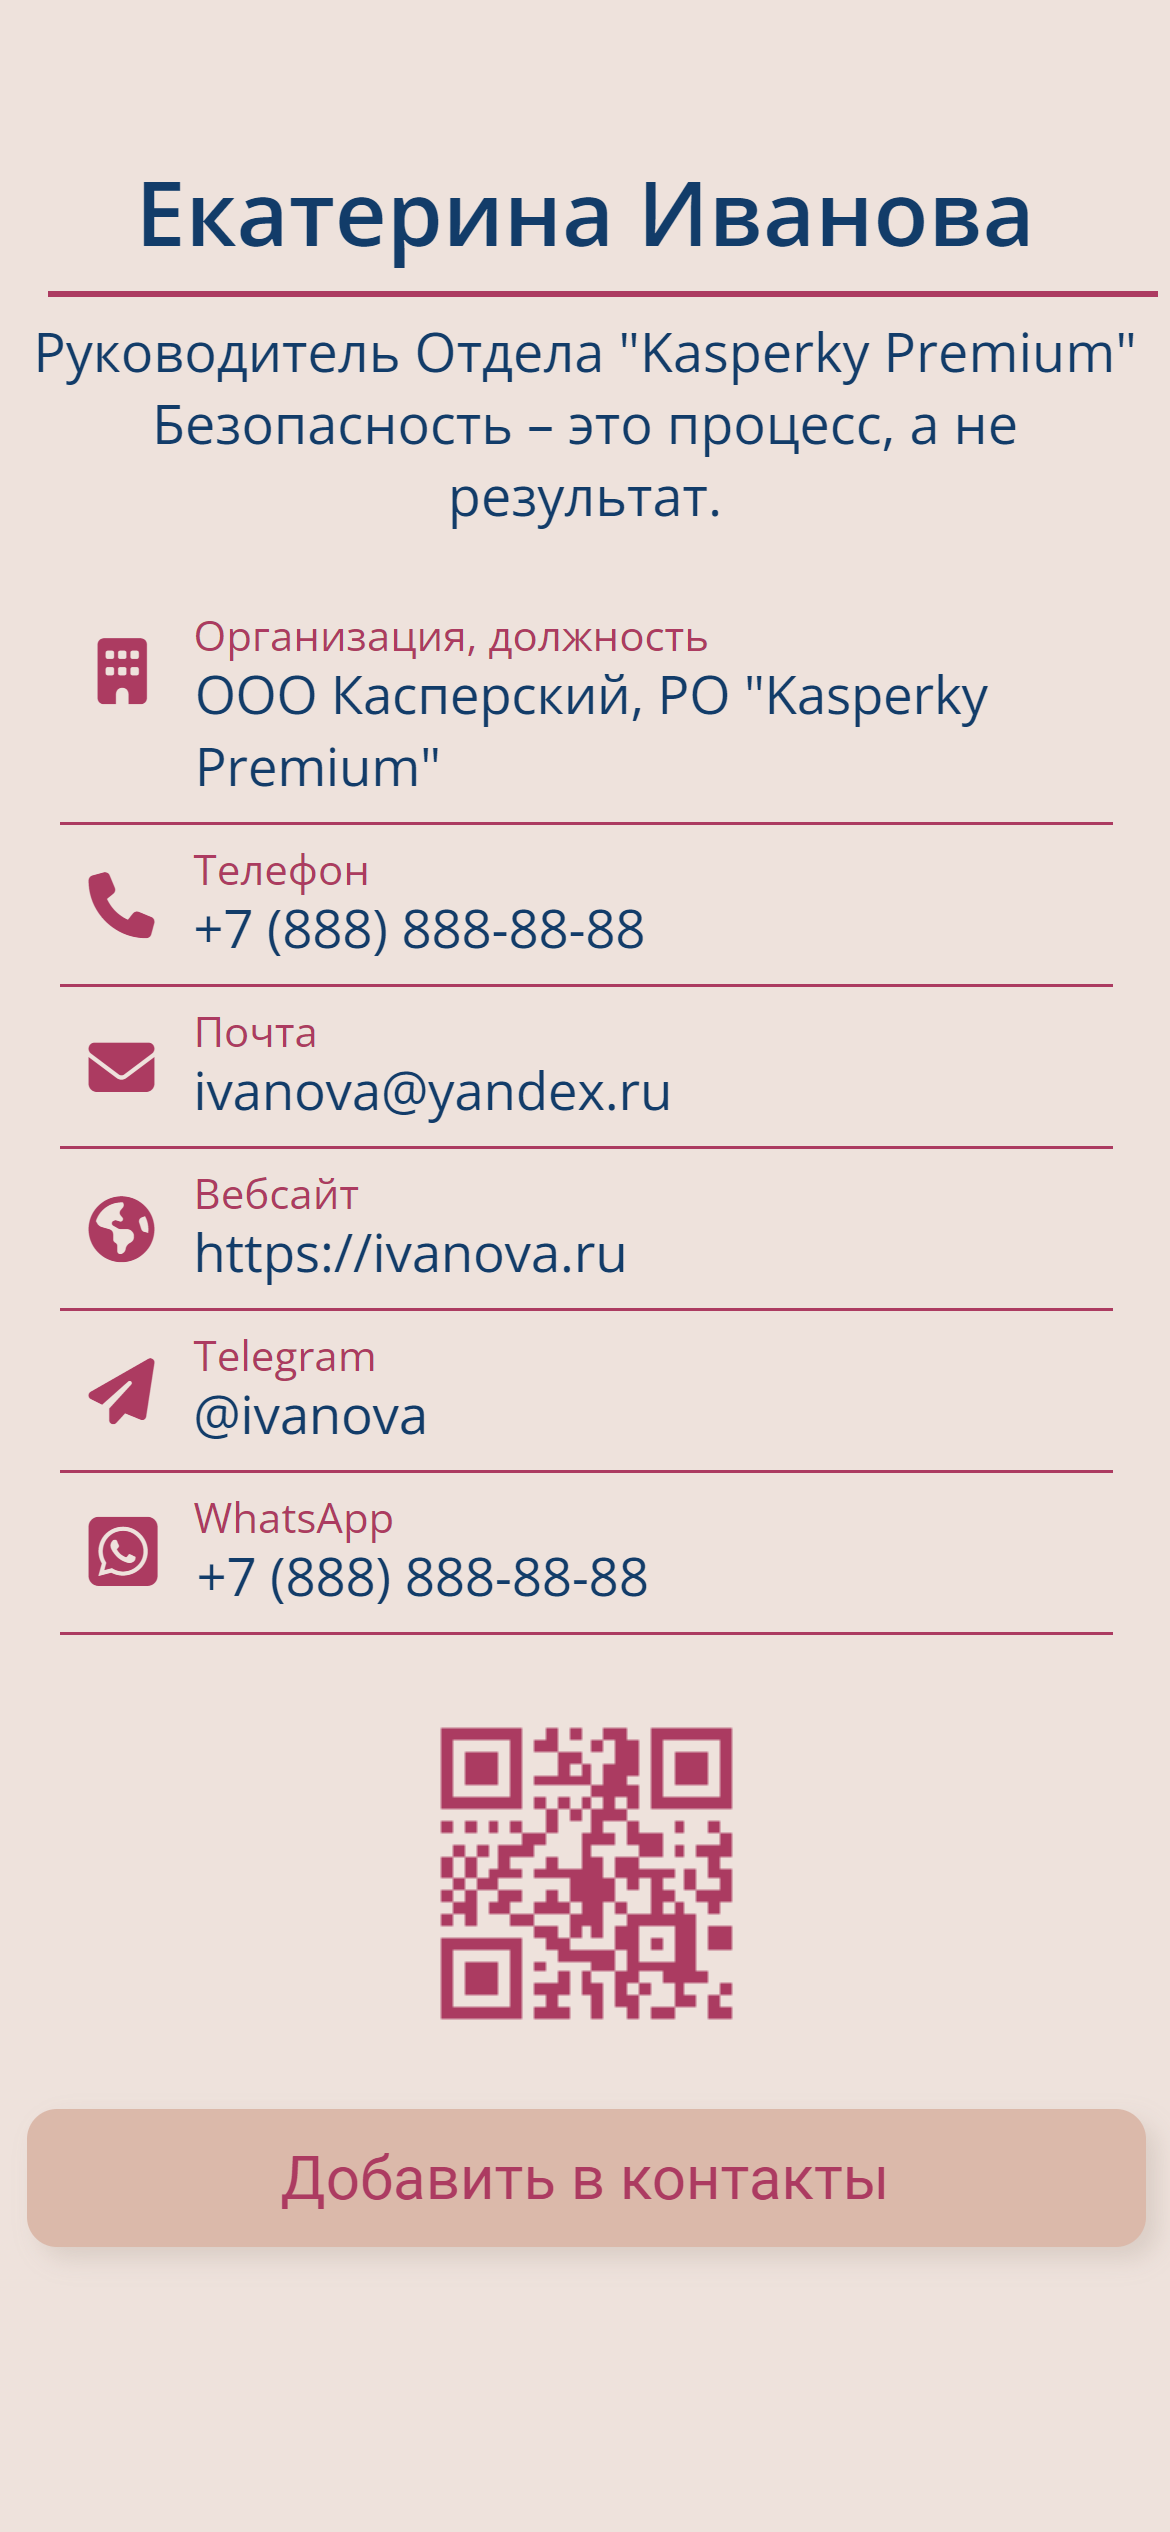 Екатерина Иванова
Руководитель Отдела "Kasperky Premium"
Безопасность – это процесс, а не
результат.
Организация, должность
ООО Касперский, РО "Kasperky
Premium"
Телефон
+7 (888) 888-88-88
Почта
ivanova@yandex.ru
Вебсайт
https://ivanova.ru
Telegram
@ivanova
WhatsApp
+7 (888) 888-88-88
Добавить в контакты